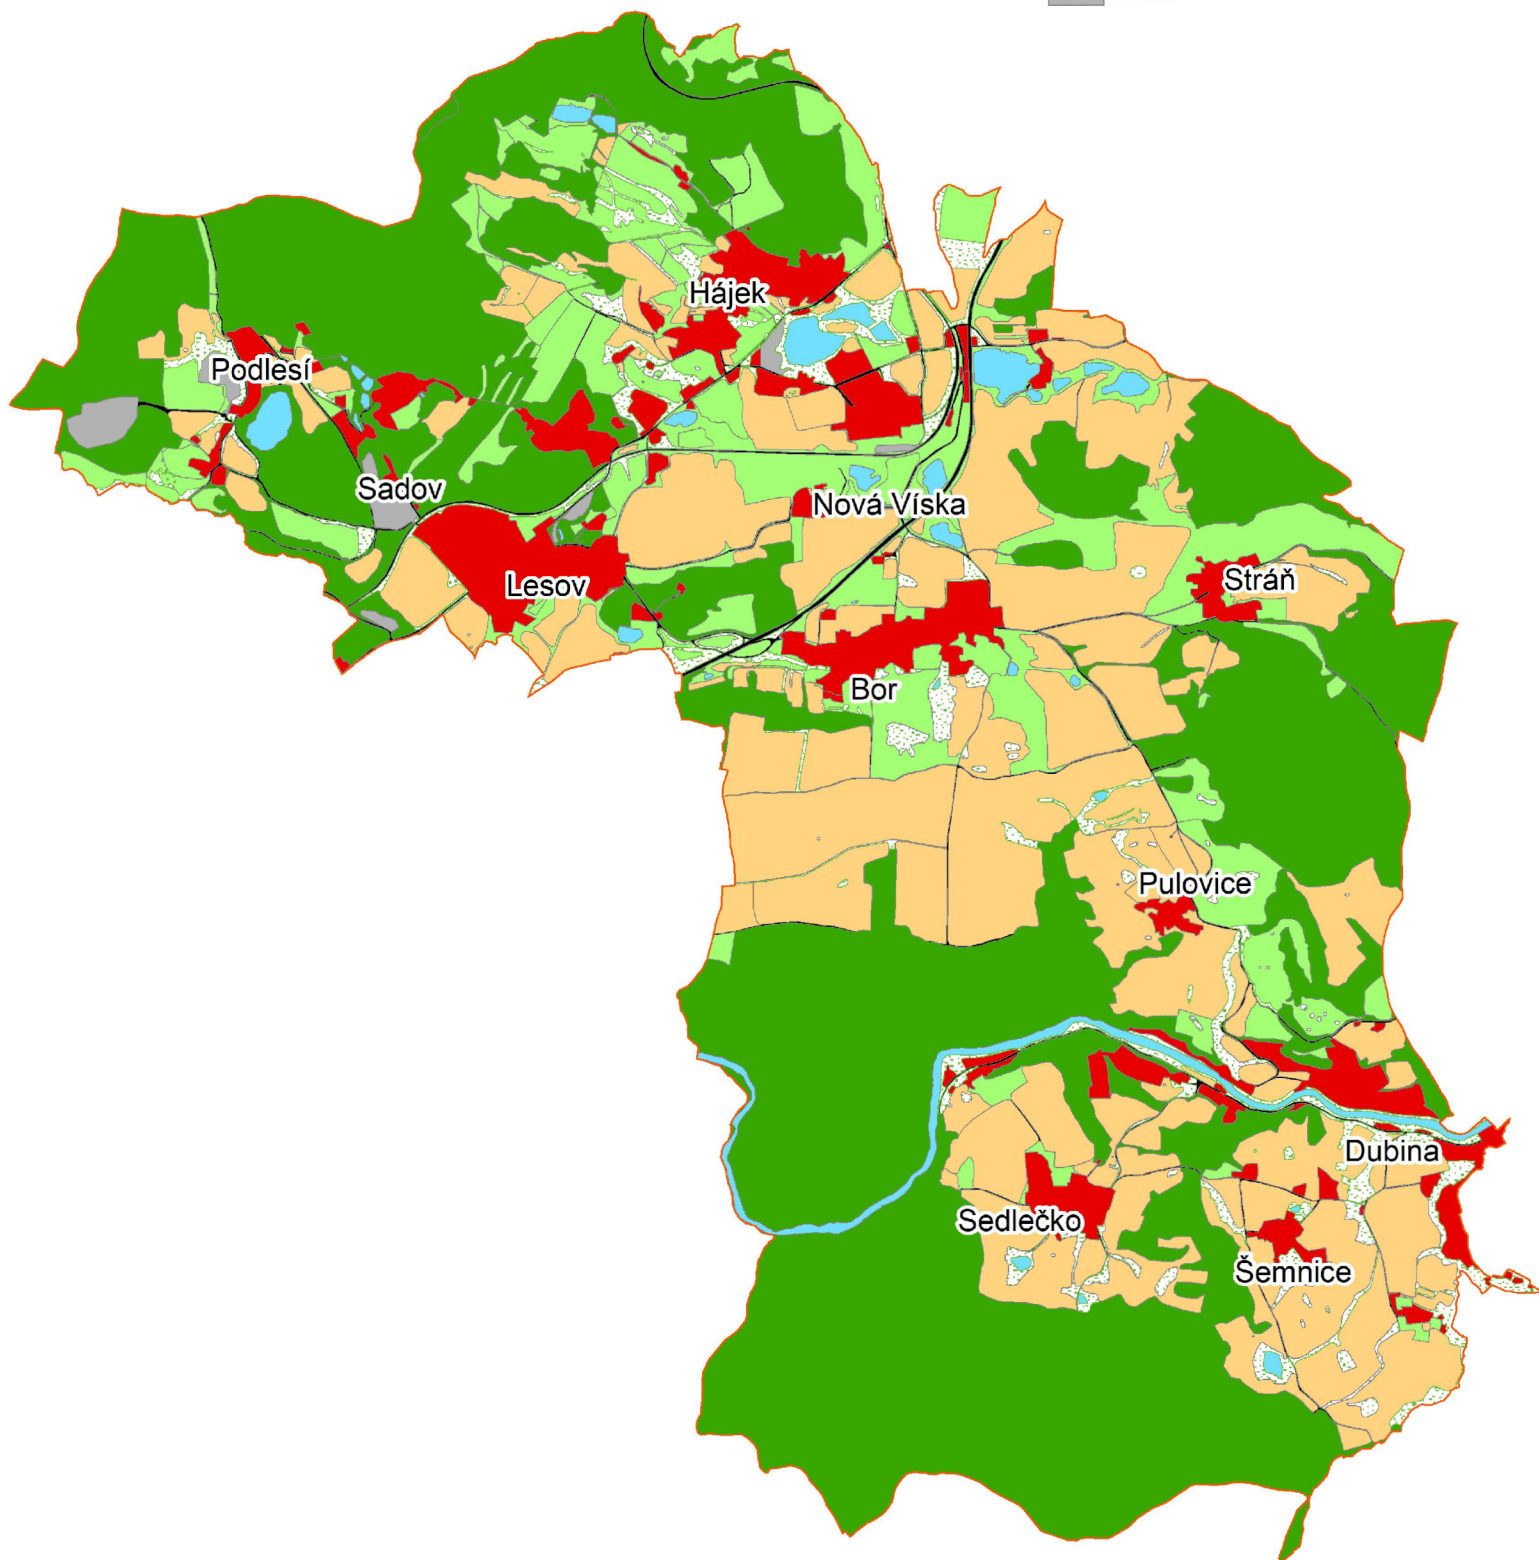 Hájek
Podlesí
Sadov
Nová Víska
Lesov
Stráň
Bor
Pulovice
Dubina
Sedlečko
Šemnice